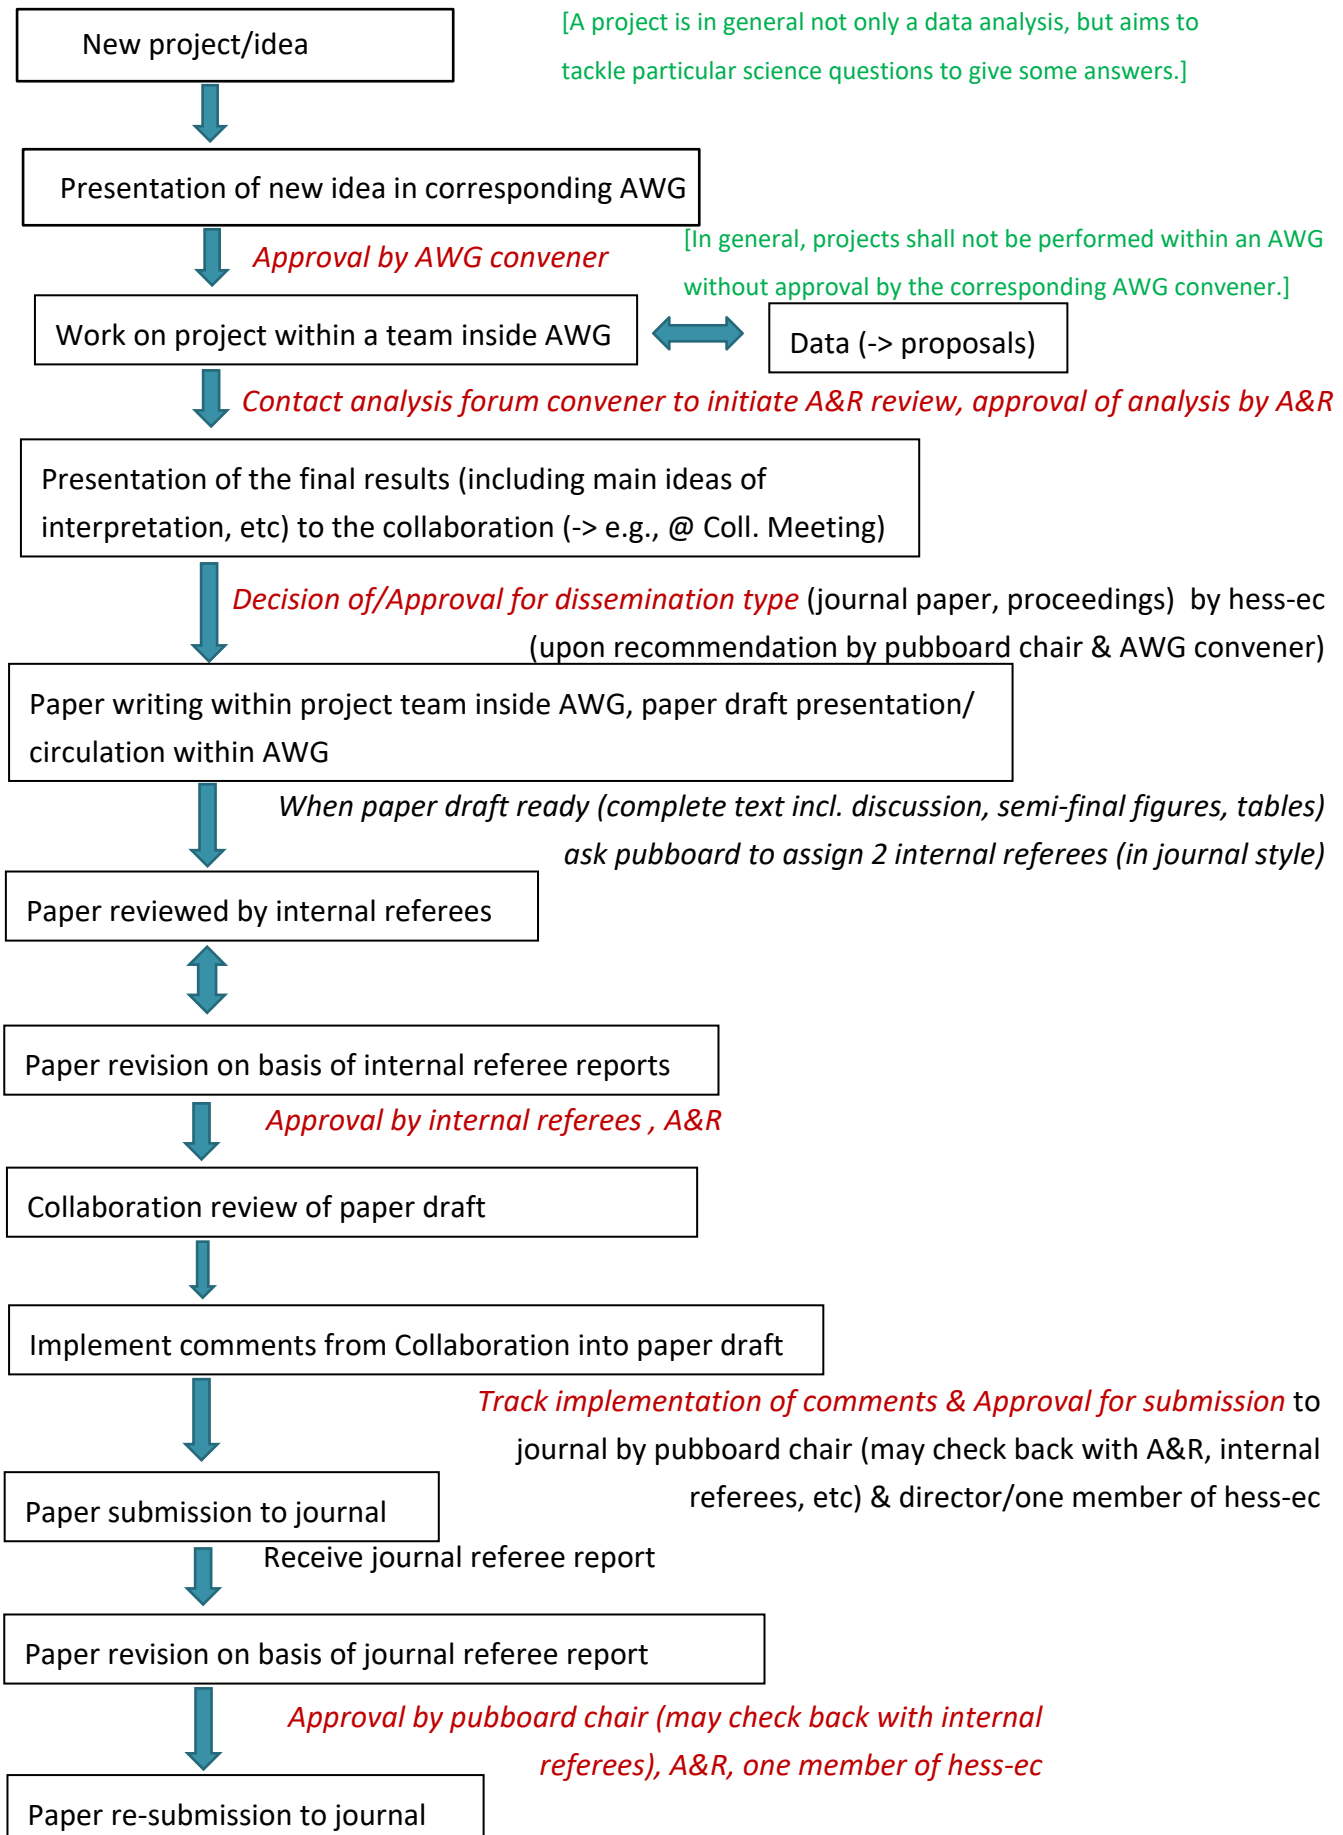 New project/idea
[A project is in general not only a data analysis, but aims to
tackle particular science questions to give some answers.]
Presentation of new idea in corresponding AWG
Approval by AWG convener
[In general, projects shall not be performed within an AWG
without approval by the corresponding AWG convener.]
Work on project within a team inside AWG
Data (-> proposals)
Contact analysis forum convener to initiate A&R review, approval of analysis by A&R
Presentation of the final results (including main ideas of
interpretation, etc) to the collaboration (-> e.g., @ Coll. Meeting)
Decision of/Approval for dissemination type (journal paper, proceedings) by hess-ec
(upon recommendation by pubboard chair & AWG convener)
Paper writing within project team inside AWG, paper draft presentation/
circulation within AWG
When paper draft ready (complete text incl. discussion, semi-final figures, tables)
ask pubboard to assign 2 internal referees (in journal style)
Paper reviewed by internal referees
Paper revision on basis of internal referee reports
Approval by internal referees , A&R
Collaboration review of paper draft
Implement comments from Collaboration into paper draft
Track implementation of comments & Approval for submission to
journal by pubboard chair (may check back with A&R, internal
referees, etc) & director/one member of hess-ec
Paper submission to journal
Receive journal referee report
Paper revision on basis of journal referee report
Approval by pubboard chair (may check back with internal
referees), A&R, one member of hess-ec
Paper re-submission to journal